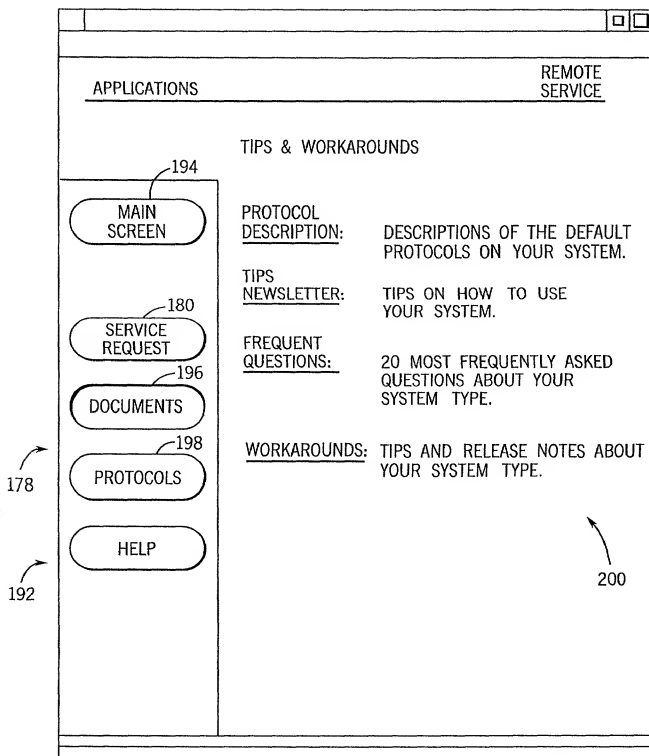 APPLICATIONS
REMOTE
SERVICE
TIPS & WORKAROUNDS
194
MAIN
SCREEN
PROTOCOL
DESCRIPTION:
DESCRIPTIONS OF THE DEFAULT
PROTOCOLS ON YOUR SYSTEM.
TIPS
NEWSLETTER:
TIPS ON HOW TO USE
YOUR SYSTEM.
180
SERVICE
REQUEST
FREQUENT
QUESTIONS:
20 MOST FREQUENTLY ASKED
QUESTIONS ABOUT YOUR
SYSTEM TYPE.
196
DOCUMENTS
198
PROTOCOLS
178
WORKAROUNDS:
TIPS AND RELEASE NOTES ABOUT
YOUR SYSTEM TYPE.
HELP
192
200